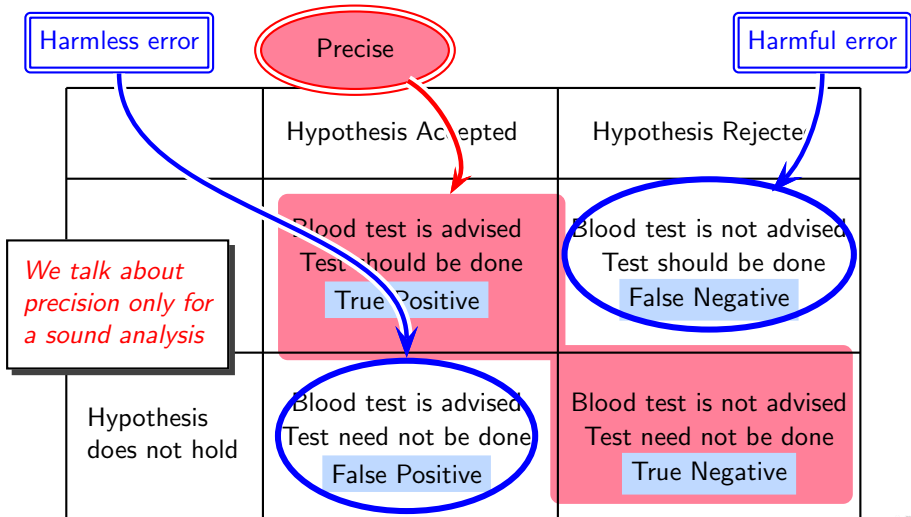 Harmless error
Precise
Harmful error
Hypothesis Accepted
Hypothesis Rejected
Blood test is advised
Test should be done
True Positive
Blood test is not advised
Test should be done
False Negative
We talk about
precision only for
a sound analysis
Hypothesis
does not hold
Blood test is advised
Test need not be done
False Positive
Blood test is not advised
Test need not be done
True Negative